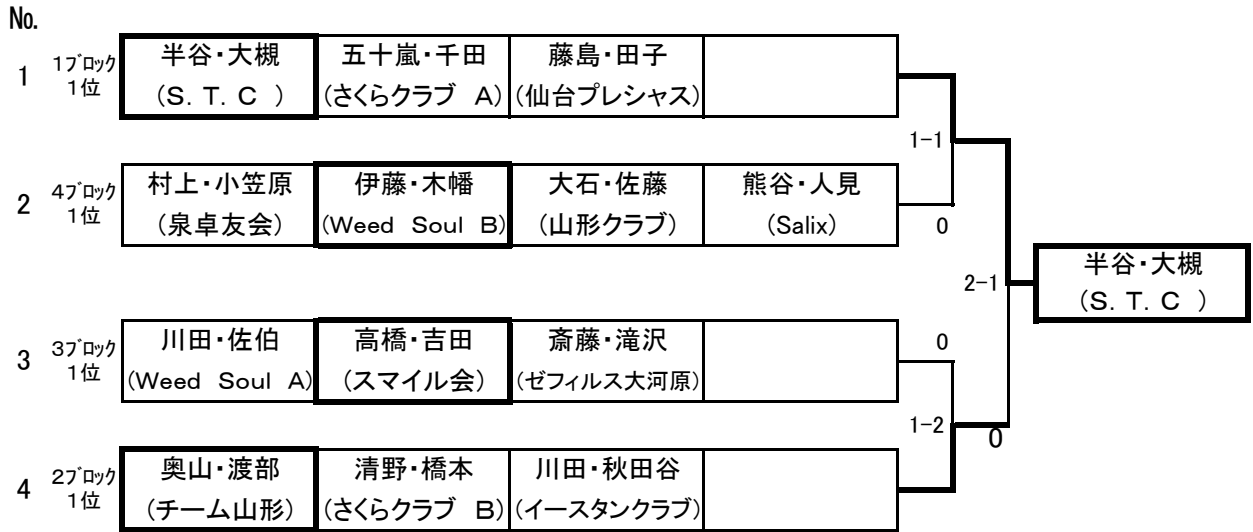 No.
1 1ブロック 1位 半谷・大槻 五十嵐・千田 藤島・田子
(S.T.C ) (さくらクラブ A) (仙台プレシャス)
1-1
2 4ブロック 1位 村上・小笠原 伊藤・木幡 大石・佐藤 熊谷・人見
(泉卓友会) (Weed Soul B) (山形クラブ) (Salix)
0
2-1
半谷・大槻
(S.T.C )
3 3ブロック 1位 川田・佐伯 高橋・吉田 斎藤・滝沢
(Weed Soul A) (スマイル会) (ゼフィルス大河原)
0
1-2
0
4 2ブロック 1位 奥山・渡部 清野・橋本 川田・秋田谷
(チーム山形) (さくらクラブ B) (イースタンクラブ)